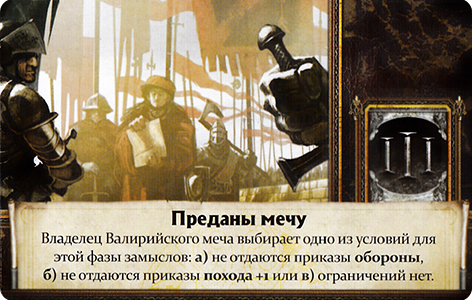 Преданы мечу
Владелец Валирийского меча выбирает одно из условий для
этой фазы замыслов: а) не отдаются приказы обороны,
б) не отдаются приказы похода +1 или в) ограничений нет.
III